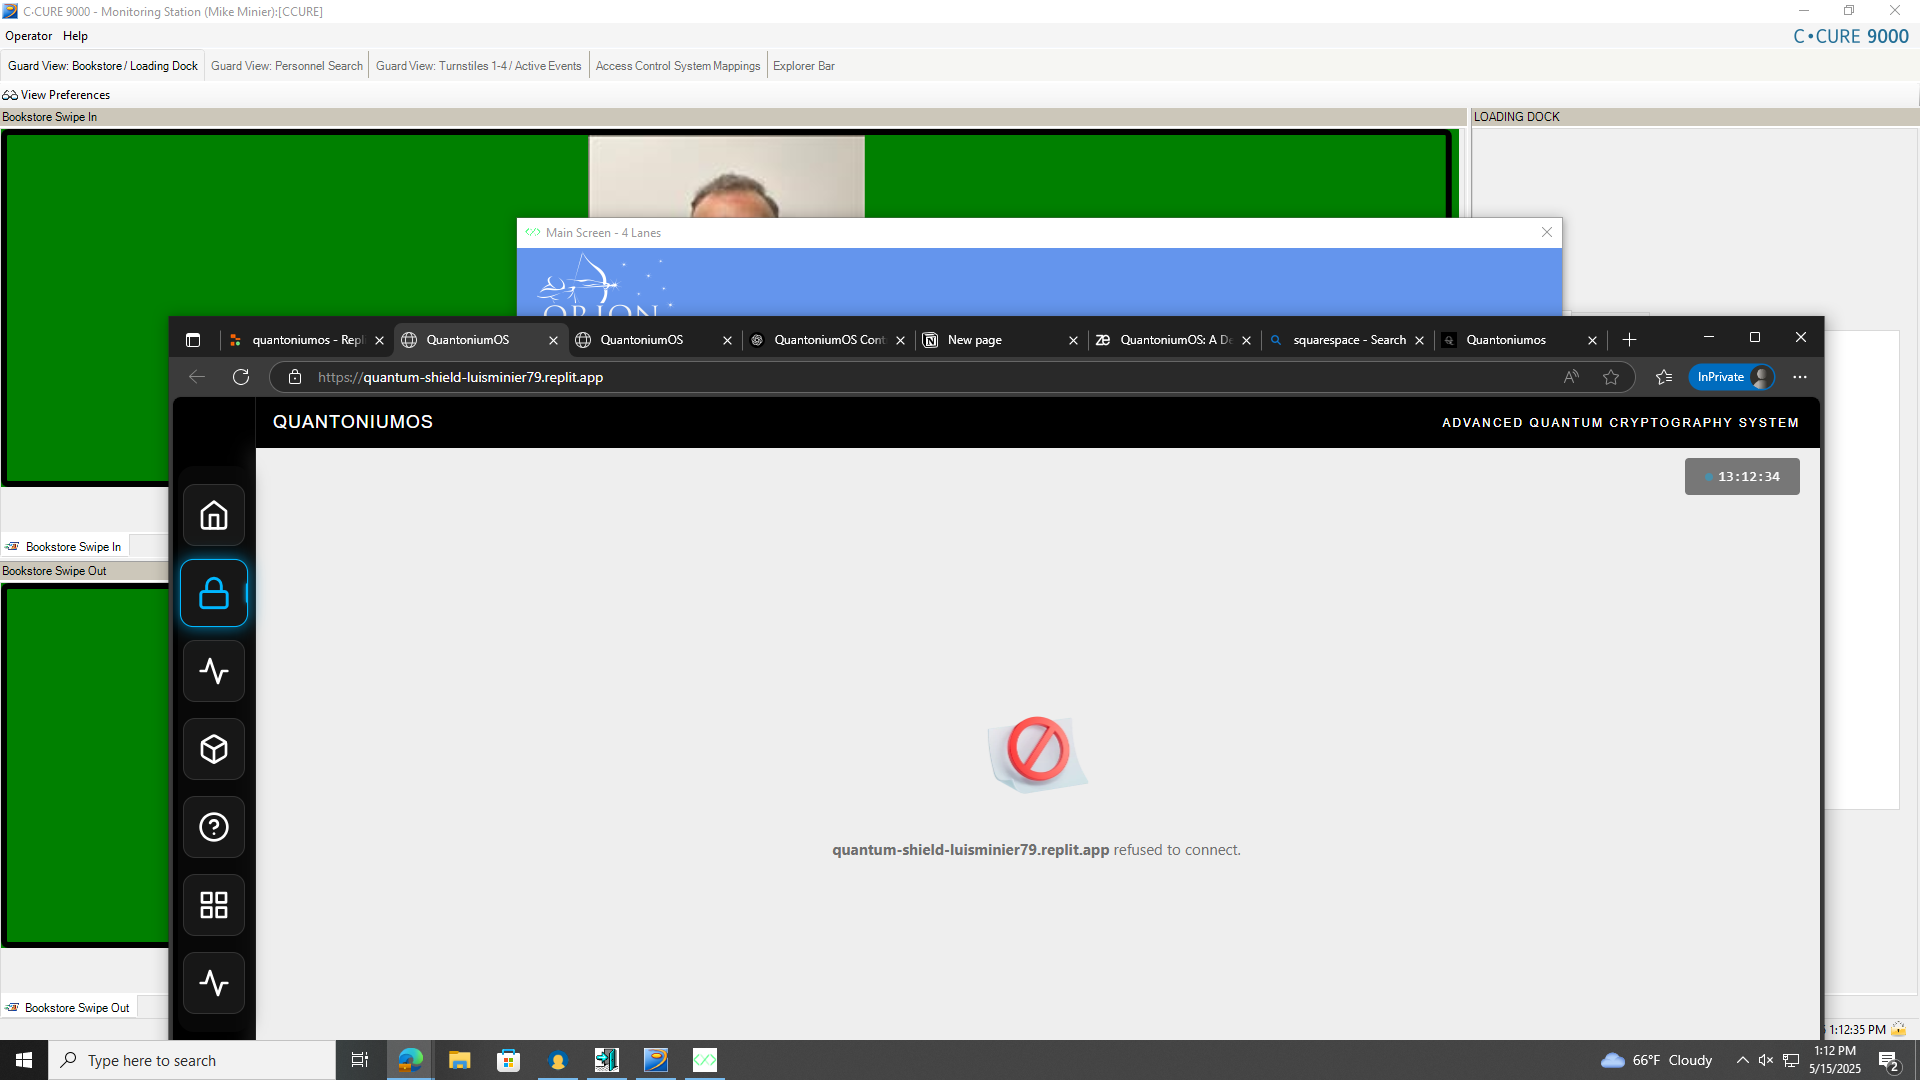 C•CURE 9000 - Monitoring Station (Mike Minier):[CCURE]
Operator Help
C•CURE 9000
Guard View: Bookstore / Loading Dock Guard View: Personnel Search Guard View: Turnstiles 1-4 / Active Events Access Control System Mappings Explorer Bar
View Preferences
Bookstore Swipe In
LOADING DOCK
Main Screen - 4 Lanes
ORION
quantoniumos - Repl QuantoniumOS QuantoniumOS QuantoniumOS Con New page QuantoniumOS: A D squarespace - Search Quantoniumos
https://quantum-shield-luisminier79.replit.app
InPrivate
QUANTONIUMOS
ADVANCED QUANTUM CRYPTOGRAPHY SYSTEM
13:12:34
Bookstore Swipe In
Bookstore Swipe Out
quantum-shield-luisminier79.replit.app refused to connect.
Bookstore Swipe Out
1:12:35 PM
Type here to search
66°F Cloudy
1:12 PM
5/15/2025
2